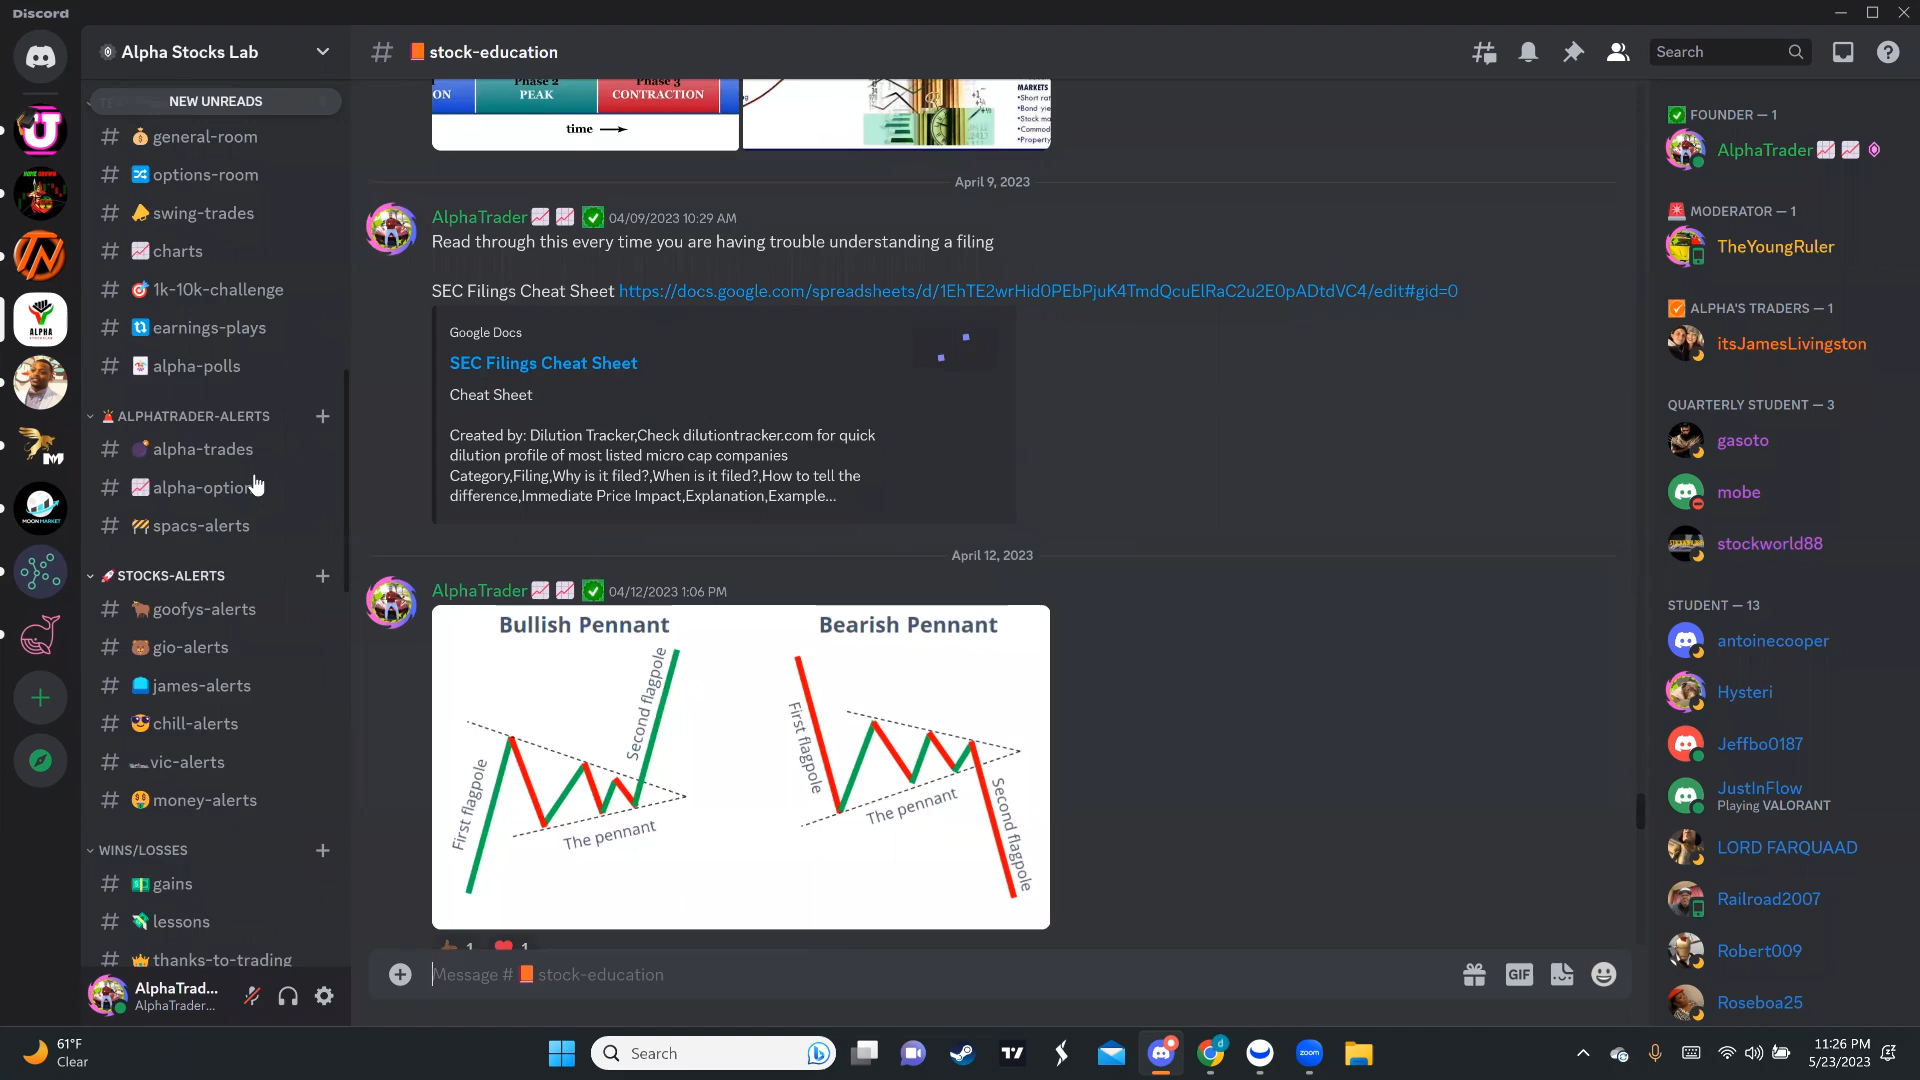 Discord
Alpha Stocks Lab
NEW UNREADS
# general-room
# options-room
# swing-trades
# charts
# 1k-10k-challenge
# earnings-plays
# alpha-polls
ALPHATRADER-ALERTS
# alpha-trades
# alpha-option
# spacs-alerts
STOCKS-ALERTS
# goofys-alerts
# gio-alerts
# james-alerts
# chill-alerts
# vic-alerts
# money-alerts
WINS/LOSSES
# gains
# lessons
# thanks-to-trading
AlphaTrad...
AlphaTrader...
# stock-education
Search
ON
Phase 2
PEAK
Phase 3
CONTRACTION
time
MARKETS
•Short rat
•Bond yie
•Stock ma
•Commod
•Property
April 9, 2023
AlphaTrader 04/09/2023 10:29 AM
Read through this every time you are having trouble understanding a filing
SEC Filings Cheat Sheet https://docs.google.com/spreadsheets/d/1EhTE2wrHid0PEbPjuK4TmdQcuElRaC2u2E0pADtdVC4/edit#gid=0
Google Docs
SEC Filings Cheat Sheet
Cheat Sheet
Created by: Dilution Tracker,Check dilutiontracker.com for quick
dilution profile of most listed micro cap companies
Category,Filing,Why is it filed?,When is it filed?,How to tell the
difference,Immediate Price Impact,Explanation,Example...
April 12, 2023
AlphaTrader 04/12/2023 1:06 PM
Bullish Pennant
Bearish Pennant
First flagpole
The pennant
Second flagpole
First flagpole
The pennant
Second flagpole
1 1
Message # stock-education
GIF
FOUNDER — 1
AlphaTrader
MODERATOR — 1
TheYoungRuler
ALPHA'S TRADERS — 1
itsJamesLivingston
QUARTERLY STUDENT — 3
gasoto
mobe
stockworld88
STUDENT — 13
antoinecooper
Hysteri
Jeffbo0187
JustInFlow
Playing VALORANT
LORD FARQUAAD
Railroad2007
Robert009
Roseboa25
ALPHA
MOON MARKET
61°F
Clear
Search
zoom
11:26 PM
5/23/2023